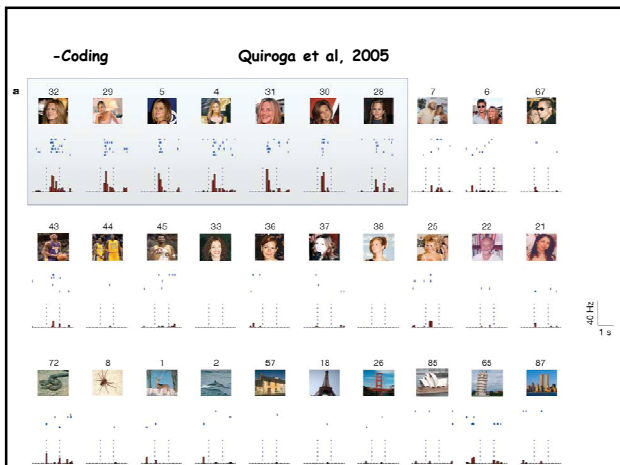 -Coding Quiroga et al, 2005
a
32 29 5 4 31 30 28 7 6 67
43 44 45 33 36 37 38 25 22 21
40 Hz
1 s
72 8 1 2 57 18 26 85 65 87